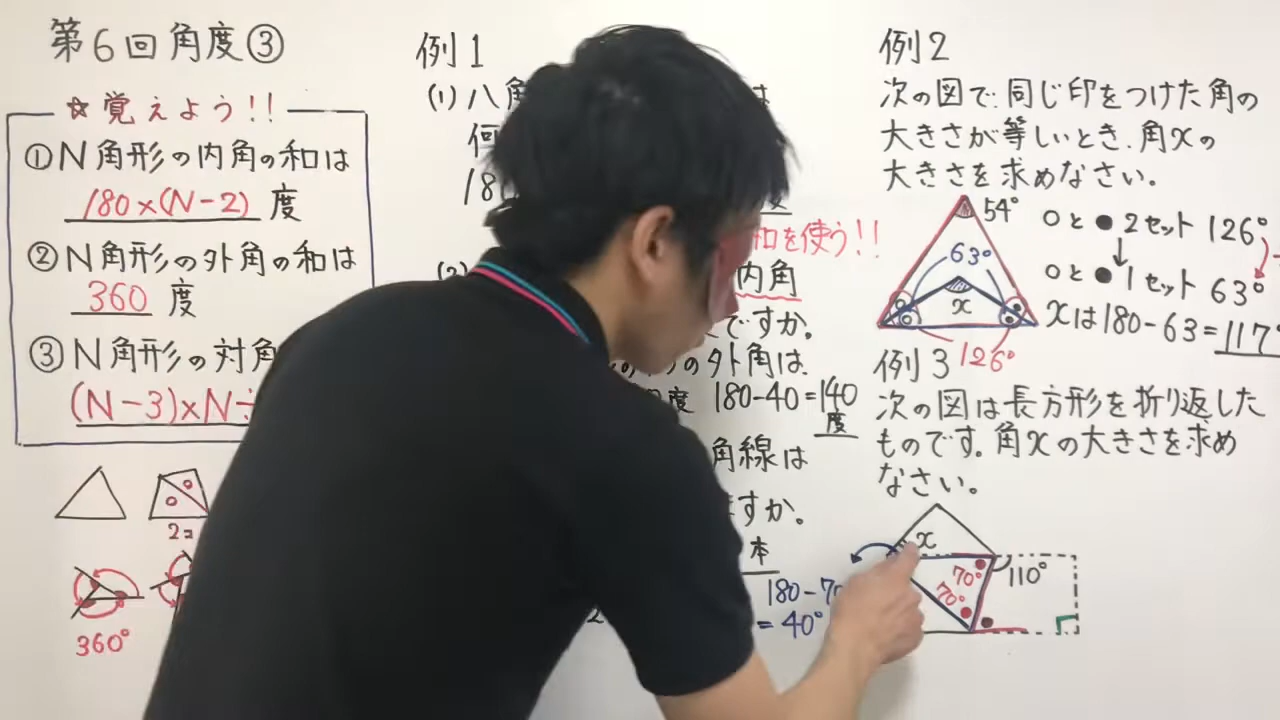 第6回角度③
☆覚えよう!!
①N角形の内角の和は
180×(N-2)度
②N角形の外角の和は
360度
③N角形の対角
(N-3)×N÷
2コ
360°
例1
(1)八角
何
180
和を使う!!
(2)
内角
ですか。
の外角は
度 180-40=140
度
角線は
すか。
本
180-70
=40°
例2
次の図で、同じ印をつけた角の
大きさが等しいとき、角xの
大きさを求めなさい。
54°
63°
x
126°
○と●2セット 126°
↓
○と●1セット 63°
xは180-63=117°
例3
次の図は長方形を折り返した
ものです。角xの大きさを求め
なさい。
x
70°
70°
110°